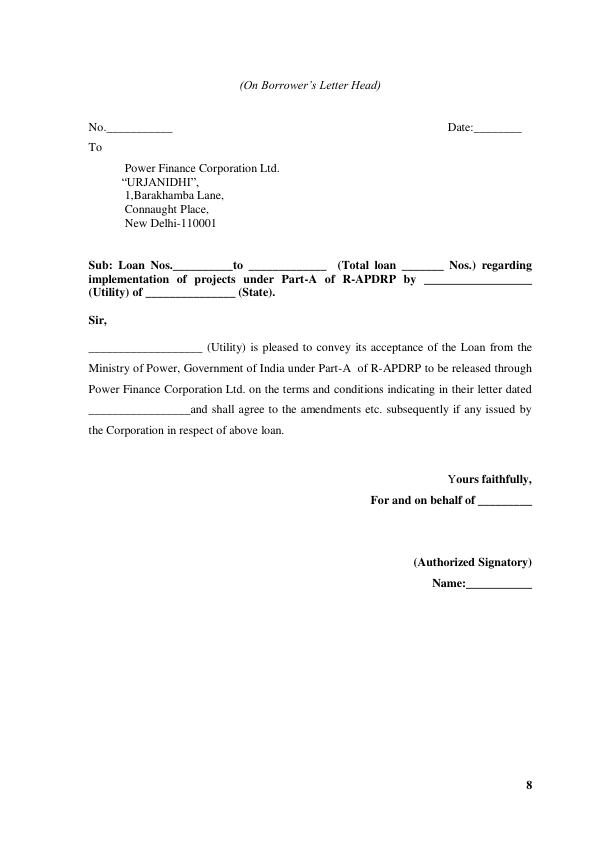 (On Borrower’s Letter Head)
No.___________ Date:________
To
Power Finance Corporation Ltd.
“URJANIDHI”,
1,Barakhamba Lane,
Connaught Place,
New Delhi-110001
Sub: Loan Nos.__________to _____________ (Total loan _______ Nos.) regarding
implementation of projects under Part-A of R-APDRP by __________________
(Utility) of _______________ (State).
Sir,
___________________ (Utility) is pleased to convey its acceptance of the Loan from the
Ministry of Power, Government of India under Part-A of R-APDRP to be released through
Power Finance Corporation Ltd. on the terms and conditions indicating in their letter dated
_________________and shall agree to the amendments etc. subsequently if any issued by
the Corporation in respect of above loan.
Yours faithfully,
For and on behalf of _________
(Authorized Signatory)
Name:___________
8